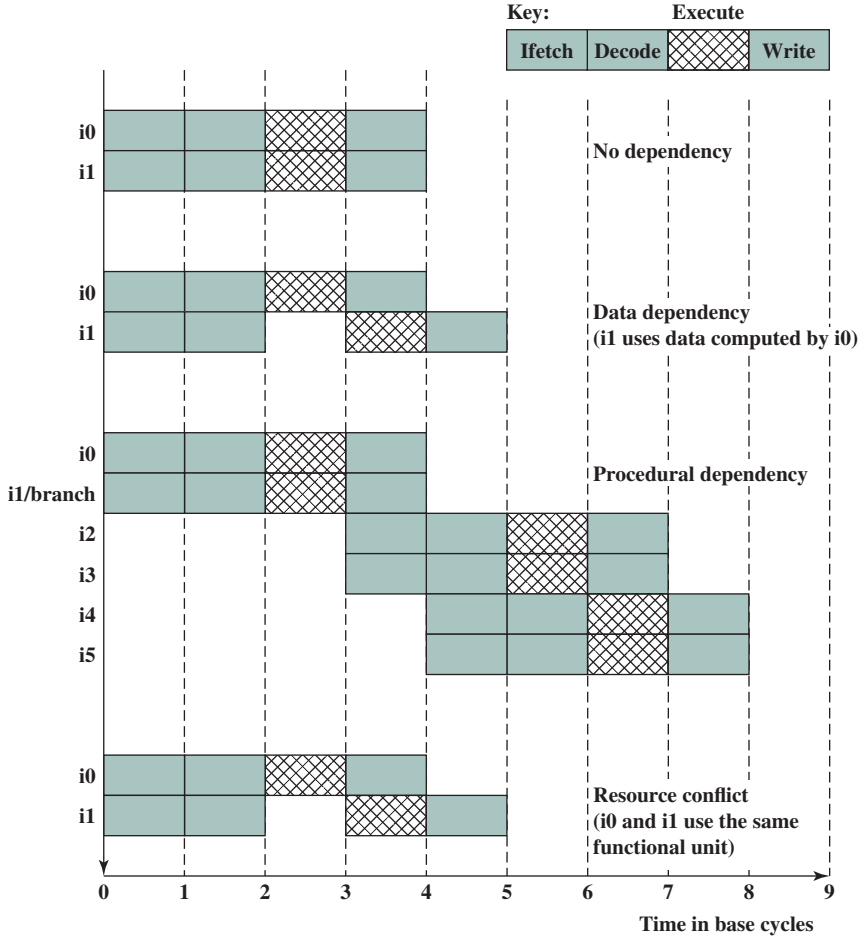 Key:
Execute
Ifetch
Decode
Write
i0
i1
No dependency
i0
i1
Data dependency
(i1 uses data computed by i0)
i0
i1/branch
Procedural dependency
i2
i3
i4
i5
i0
i1
Resource conflict
(i0 and i1 use the same
functional unit)
0 1 2 3 4 5 6 7 8 9
Time in base cycles